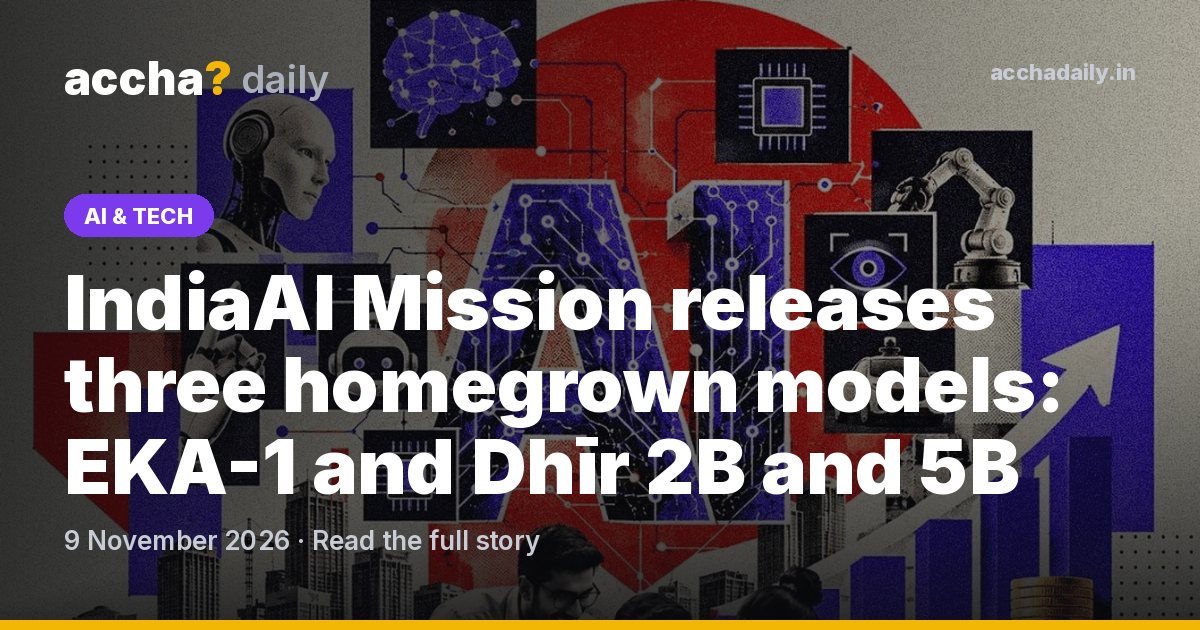 accha? daily
acchadaily.in
AI & TECH
IndiaAI Mission releases
three homegrown models:
EKA-1 and Dhīr 2B and 5B
9 November 2026 · Read the full story